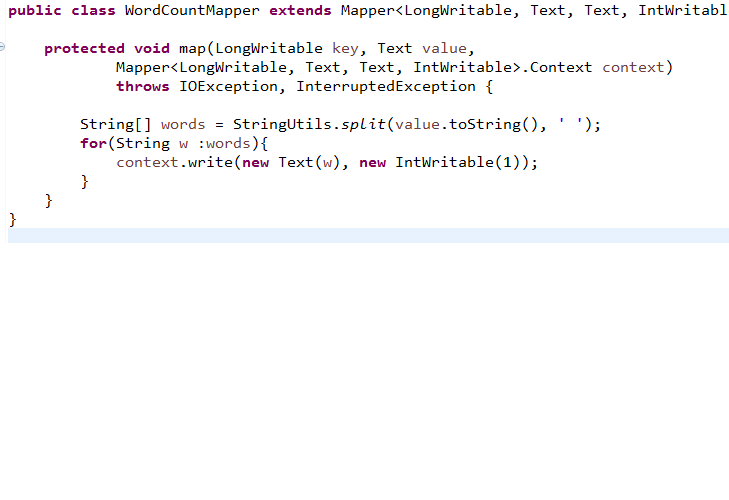 public class WordCountMapper extends Mapper<LongWritable, Text, Text, IntWritabl
protected void map(LongWritable key, Text value,
Mapper<LongWritable, Text, Text, IntWritable>.Context context)
throws IOException, InterruptedException {
String[] words = StringUtils.split(value.toString(), ' ');
for(String w :words){
context.write(new Text(w), new IntWritable(1));
}
}
}